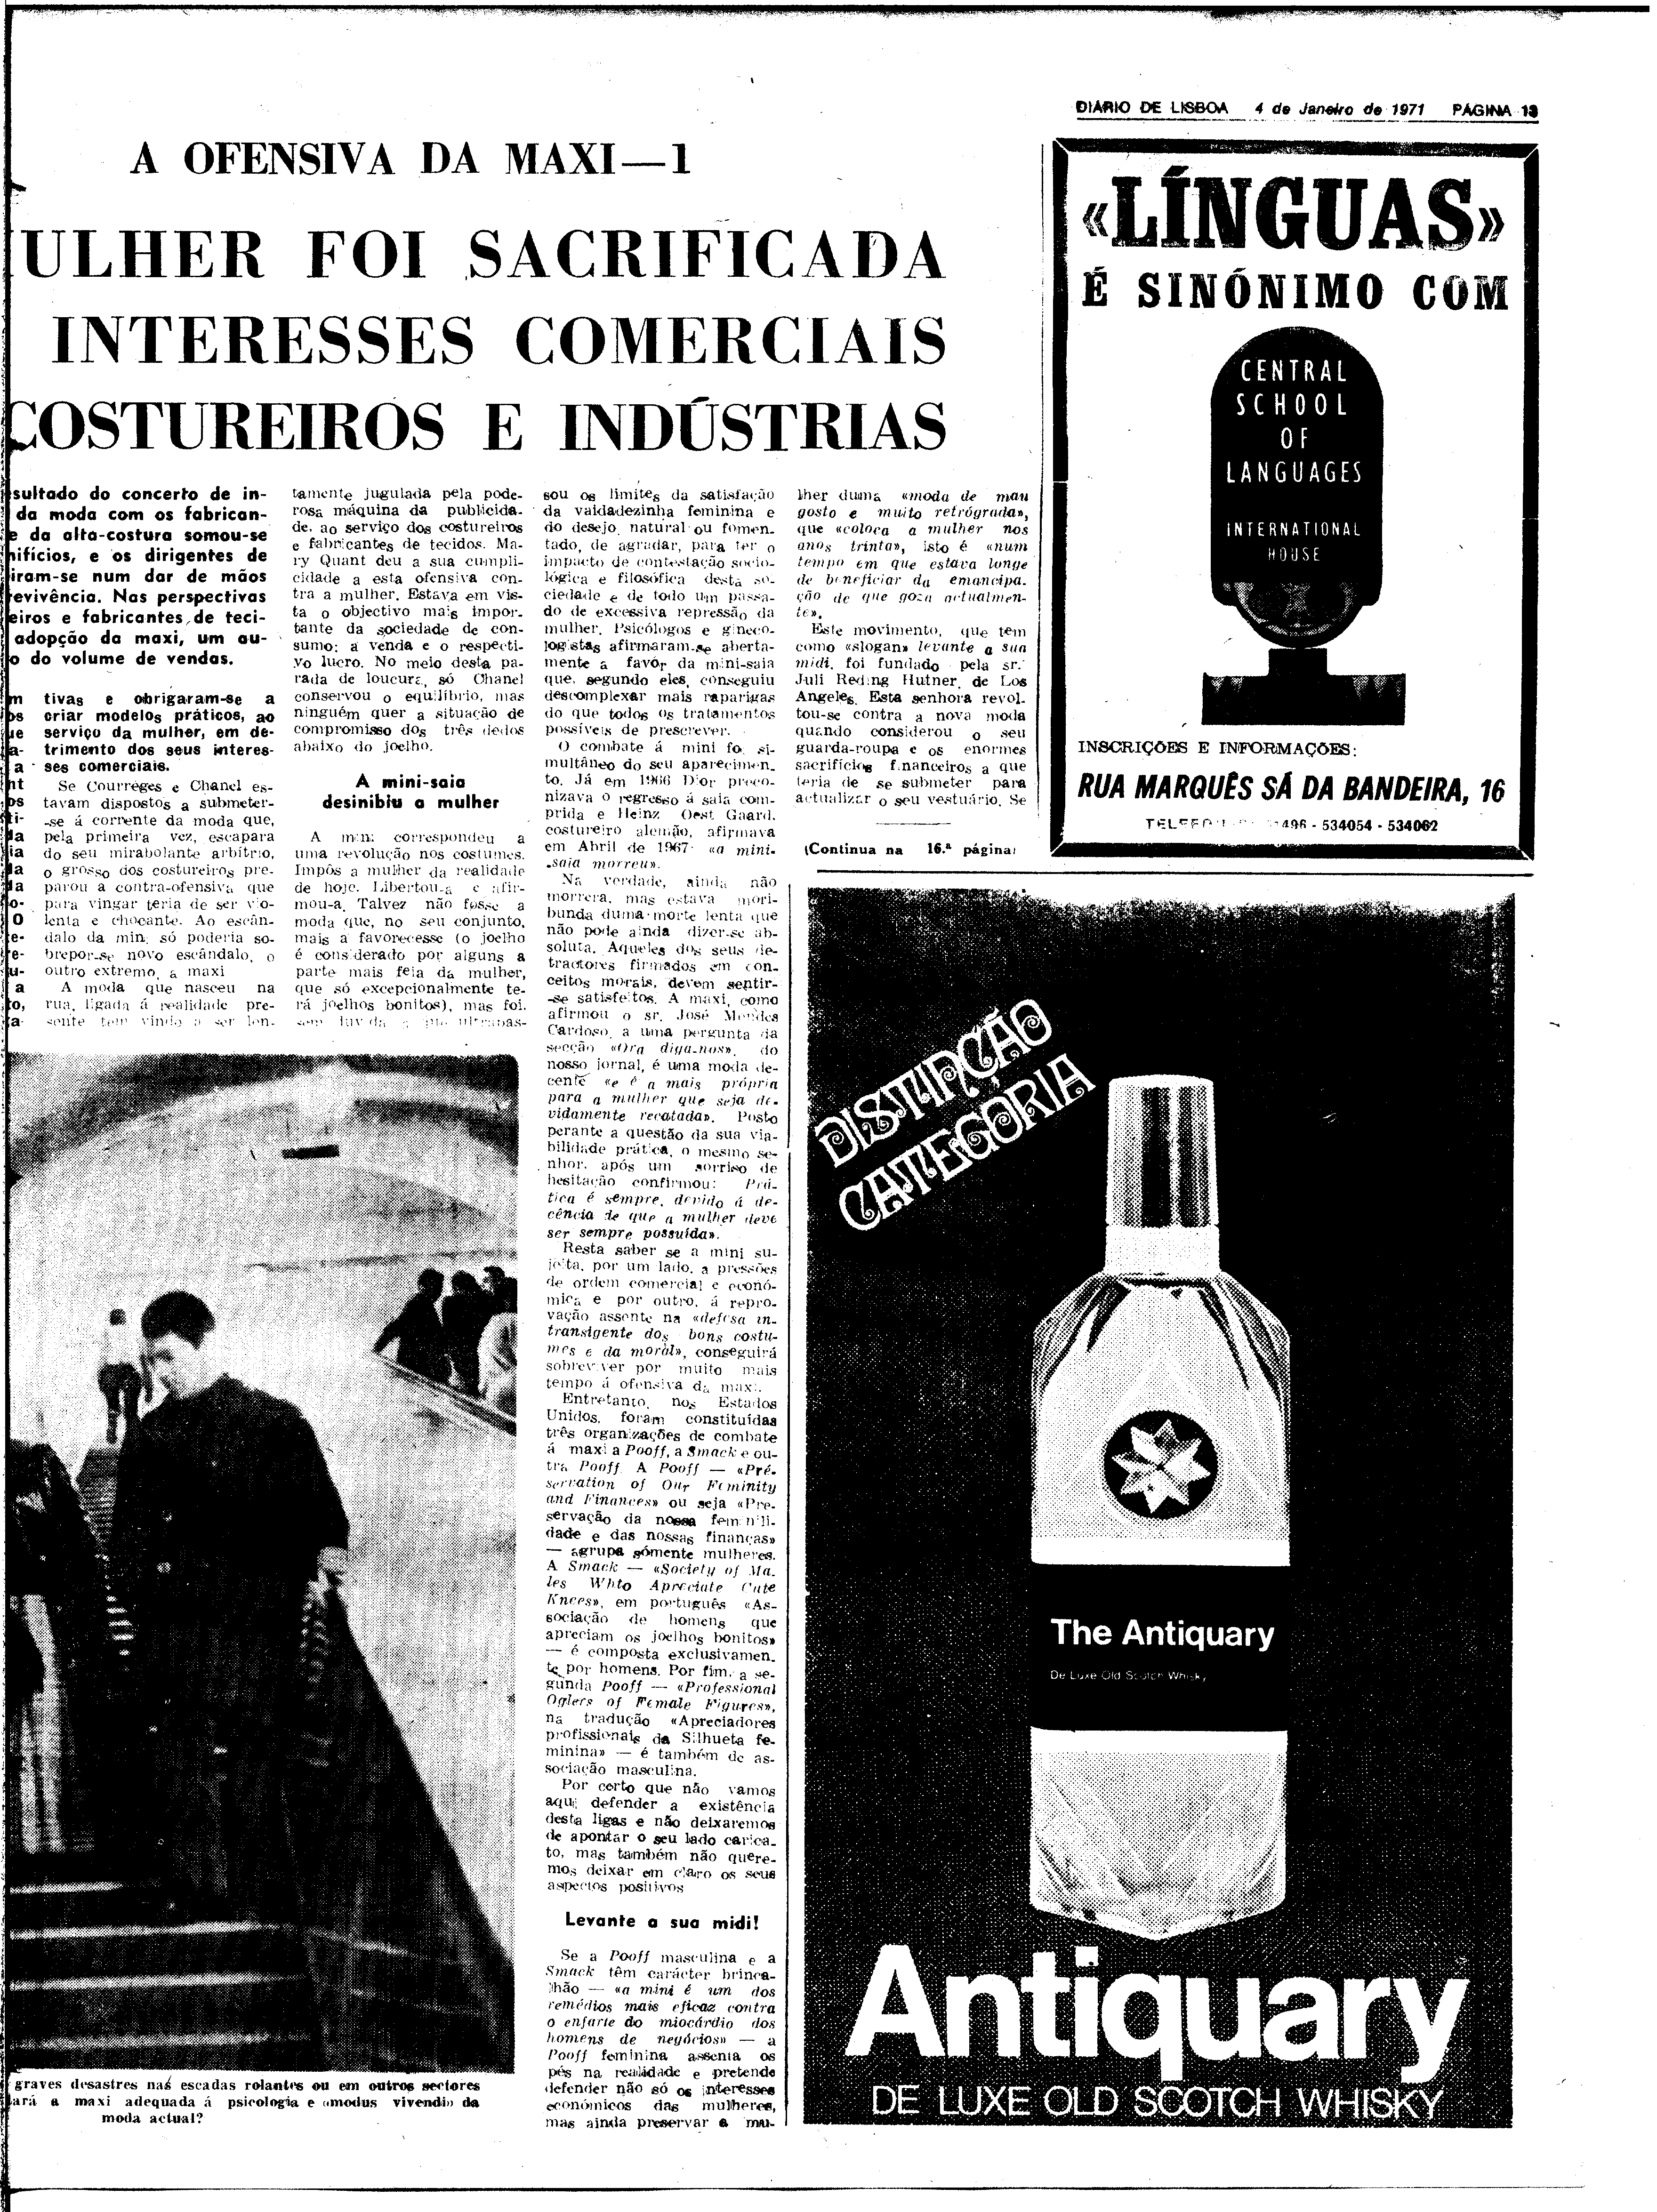 DIÁRIO DE LISBOA 4 de Janeiro de 1971 PÁGINA 13
A OFENSIVA DA MAXI—1
ULHER FOI SACRIFICADA
INTERESSES COMERCIAIS
COSTUREIROS E INDÚSTRIAS
sultado do concerto de in-
da moda com os fabrican-
e da alta-costura somou-se
nifícios, e os dirigentes de
iram-se num dar de mãos
evivência. Nas perspectivas
eiros e fabricantes de teci-
adopção da maxi, um au-
o do volume de vendas.
tivas e obrigaram-se a
criar modelos práticos, ao
serviço da mulher, em de-
trimento dos seus interes-
ses comerciais.
Se Courrèges e Chanel es-
tavam dispostos a submeter-
-se á corrente da moda que,
pela primeira vez, escapara
do seu mirabolante arbítrio,
o grosso dos costureiros pre-
parou a contra-ofensiva que
para vingar teria de ser vio-
lenta e chocante. Ao escân-
dalo da mini só poderia so-
brepor-se novo escândalo, o
outro extremo, a maxi
A moda que nasceu na
rua, ligada á realidade pre-
sente tem vindo a ser len-
tamente jugulada pela pode-
rosa máquina da publicida-
de, ao serviço dos costureiros
e fabricantes de tecidos. Ma-
ry Quant deu a sua cumpli-
cidade a esta ofensiva con-
tra a mulher. Estava em vis-
ta o objectivo mais impor-
tante da sociedade de con-
sumo: a venda e o respecti-
vo lucro. No meio desta pa-
rada de loucura, só Chanel
conservou o equilíbrio, mas
ninguém quer a situação de
compromisso dos três dedos
abaixo do joelho.
A mini-saia
desinibiu a mulher
A mini correspondeu a
uma revolução nos costumes.
Impôs a mulher da realidade
de hoje. Libertou-a e afir-
mou-a. Talvez não fosse a
moda que, no seu conjunto,
mais a favorecesse (o joelho
é considerado por alguns a
parte mais feia da mulher,
que só excepcionalmente te-
rá joelhos bonitos), mas foi,
sem dúvida a que ultrapas-
sou os limites da satisfação
da vaidadezinha feminina e
do desejo, natural ou fomen-
tado, de agradar, para ter o
impacto de contestação socio-
lógica e filosófica desta so-
ciedade e de todo um passa-
do de excessiva repressão da
mulher. Psicólogos e gineco-
logistas afirmaram-se aberta-
mente a favor da mini-saia
que, segundo eles, conseguiu
descomplexar mais raparigas
do que todos os tratamentos
possíveis de prescrever.
O combate á mini foi si-
multâneo do seu aparecimen-
to. Já em 1966 Dior preco-
nizava o regresso á saia com-
prida e Heinz Oest Gaard,
costureiro alemão, afirmava
em Abril de 1967: «a mini-
-saia morreu».
Na verdade, ainda não
morrera, mas estava mori-
bunda duma morte lenta que
não pode ainda dizer-se ab-
soluta. Aqueles dos seus de-
tractores firmados em con-
ceitos morais, devem sentir-
-se satisfeitos. A maxi, como
afirmou o sr. José Mendes
Cardoso, a uma pergunta da
secção «Ora diga-nos», do
nosso jornal, é uma moda de-
cente «e é a mais própria
para a mulher que seja de-
vidamente recatada». Posto
perante a questão da sua via-
bilidade prática, o mesmo se-
nhor, após um sorriso de
hesitação confirmou: Prá-
tica é sempre, devido á de-
cência de que a mulher deve
ser sempre possuída».
Resta saber se a mini su-
jeita, por um lado, a pressões
de ordem comercial e econó-
mica e por outro, á repro-
vação assente na «defesa in-
transigente dos bons costu-
mes e da moral», conseguirá
sobreviver por muito mais
tempo á ofensiva da maxi.
Entretanto, nos Estados
Unidos, foram constituídas
três organizações de combate
á maxi a Pooff, a Smack e ou-
tra Pooff. A Pooff — «Pré-
servation of Our Feminity
and Finances» ou seja «Pre-
servação da nossa feminili-
dade e das nossas finanças»
— agrupa sómente mulheres.
A Smack — «Society of Ma-
les Whto Apreciate Cute
Knees», em português «As-
sociação de homens que
apreciam os joelhos bonitos»
— é composta exclusivamen-
te por homens. Por fim, a se-
gunda Pooff — «Professional
Oglers of Female Figures»,
na tradução «Apreciadores
profissionais da Silhueta fe-
minina» — é também de as-
sociação masculina.
Por certo que não vamos
aqui defender a existência
desta ligas e não deixaremos
de apontar o seu lado carica-
to, mas também não quere-
mos deixar em claro os seus
aspectos positivos
Levante a sua midi!
Se a Pooff masculina e a
Smack têm carácter brinca-
lhão — «a mini é um dos
remédios mais eficaz contra
o enfarte do miocárdio dos
homens de negócios» — a
Pooff feminina assenta os
pés na realidade e pretende
defender não só os interesses
económicos das mulheres,
mas ainda preservar a mu-
lher duma «moda de mau
gosto e muito retrógrada»,
que «coloca a mulher nos
anos trinta», isto é «num
tempo em que estava longe
de beneficiar da emancipa-
ção de que goza actualmen-
te».
Este movimento, que tem
como «slogan» levante a sua
midi, foi fundado pela sr.ª
Juli Reding Hutner, de Los
Angeles. Esta senhora revol-
tou-se contra a nova moda
quando considerou o seu
guarda-roupa e os enormes
sacrifícios financeiros a que
teria de se submeter para
actualizar o seu vestuário. Se
(Continua na 16.ª página)
graves desastres nas escadas rolantes ou em outros sectores
ará a maxi adequada á psicologia e «modus vivendi» da
moda actual?
«LÍNGUAS»
É SINÓNIMO COM
CENTRAL
SCHOOL
OF
LANGUAGES
INTERNATIONAL
HOUSE
INSCRIÇÕES E INFORMAÇÕES:
RUA MARQUÊS SÁ DA BANDEIRA, 16
496 - 534054 - 534062
DISTINÇÃO
CATEGORIA
The Antiquary
De Luxe Old Scotch Whisky
Antiquary
DE LUXE OLD SCOTCH WHISKY